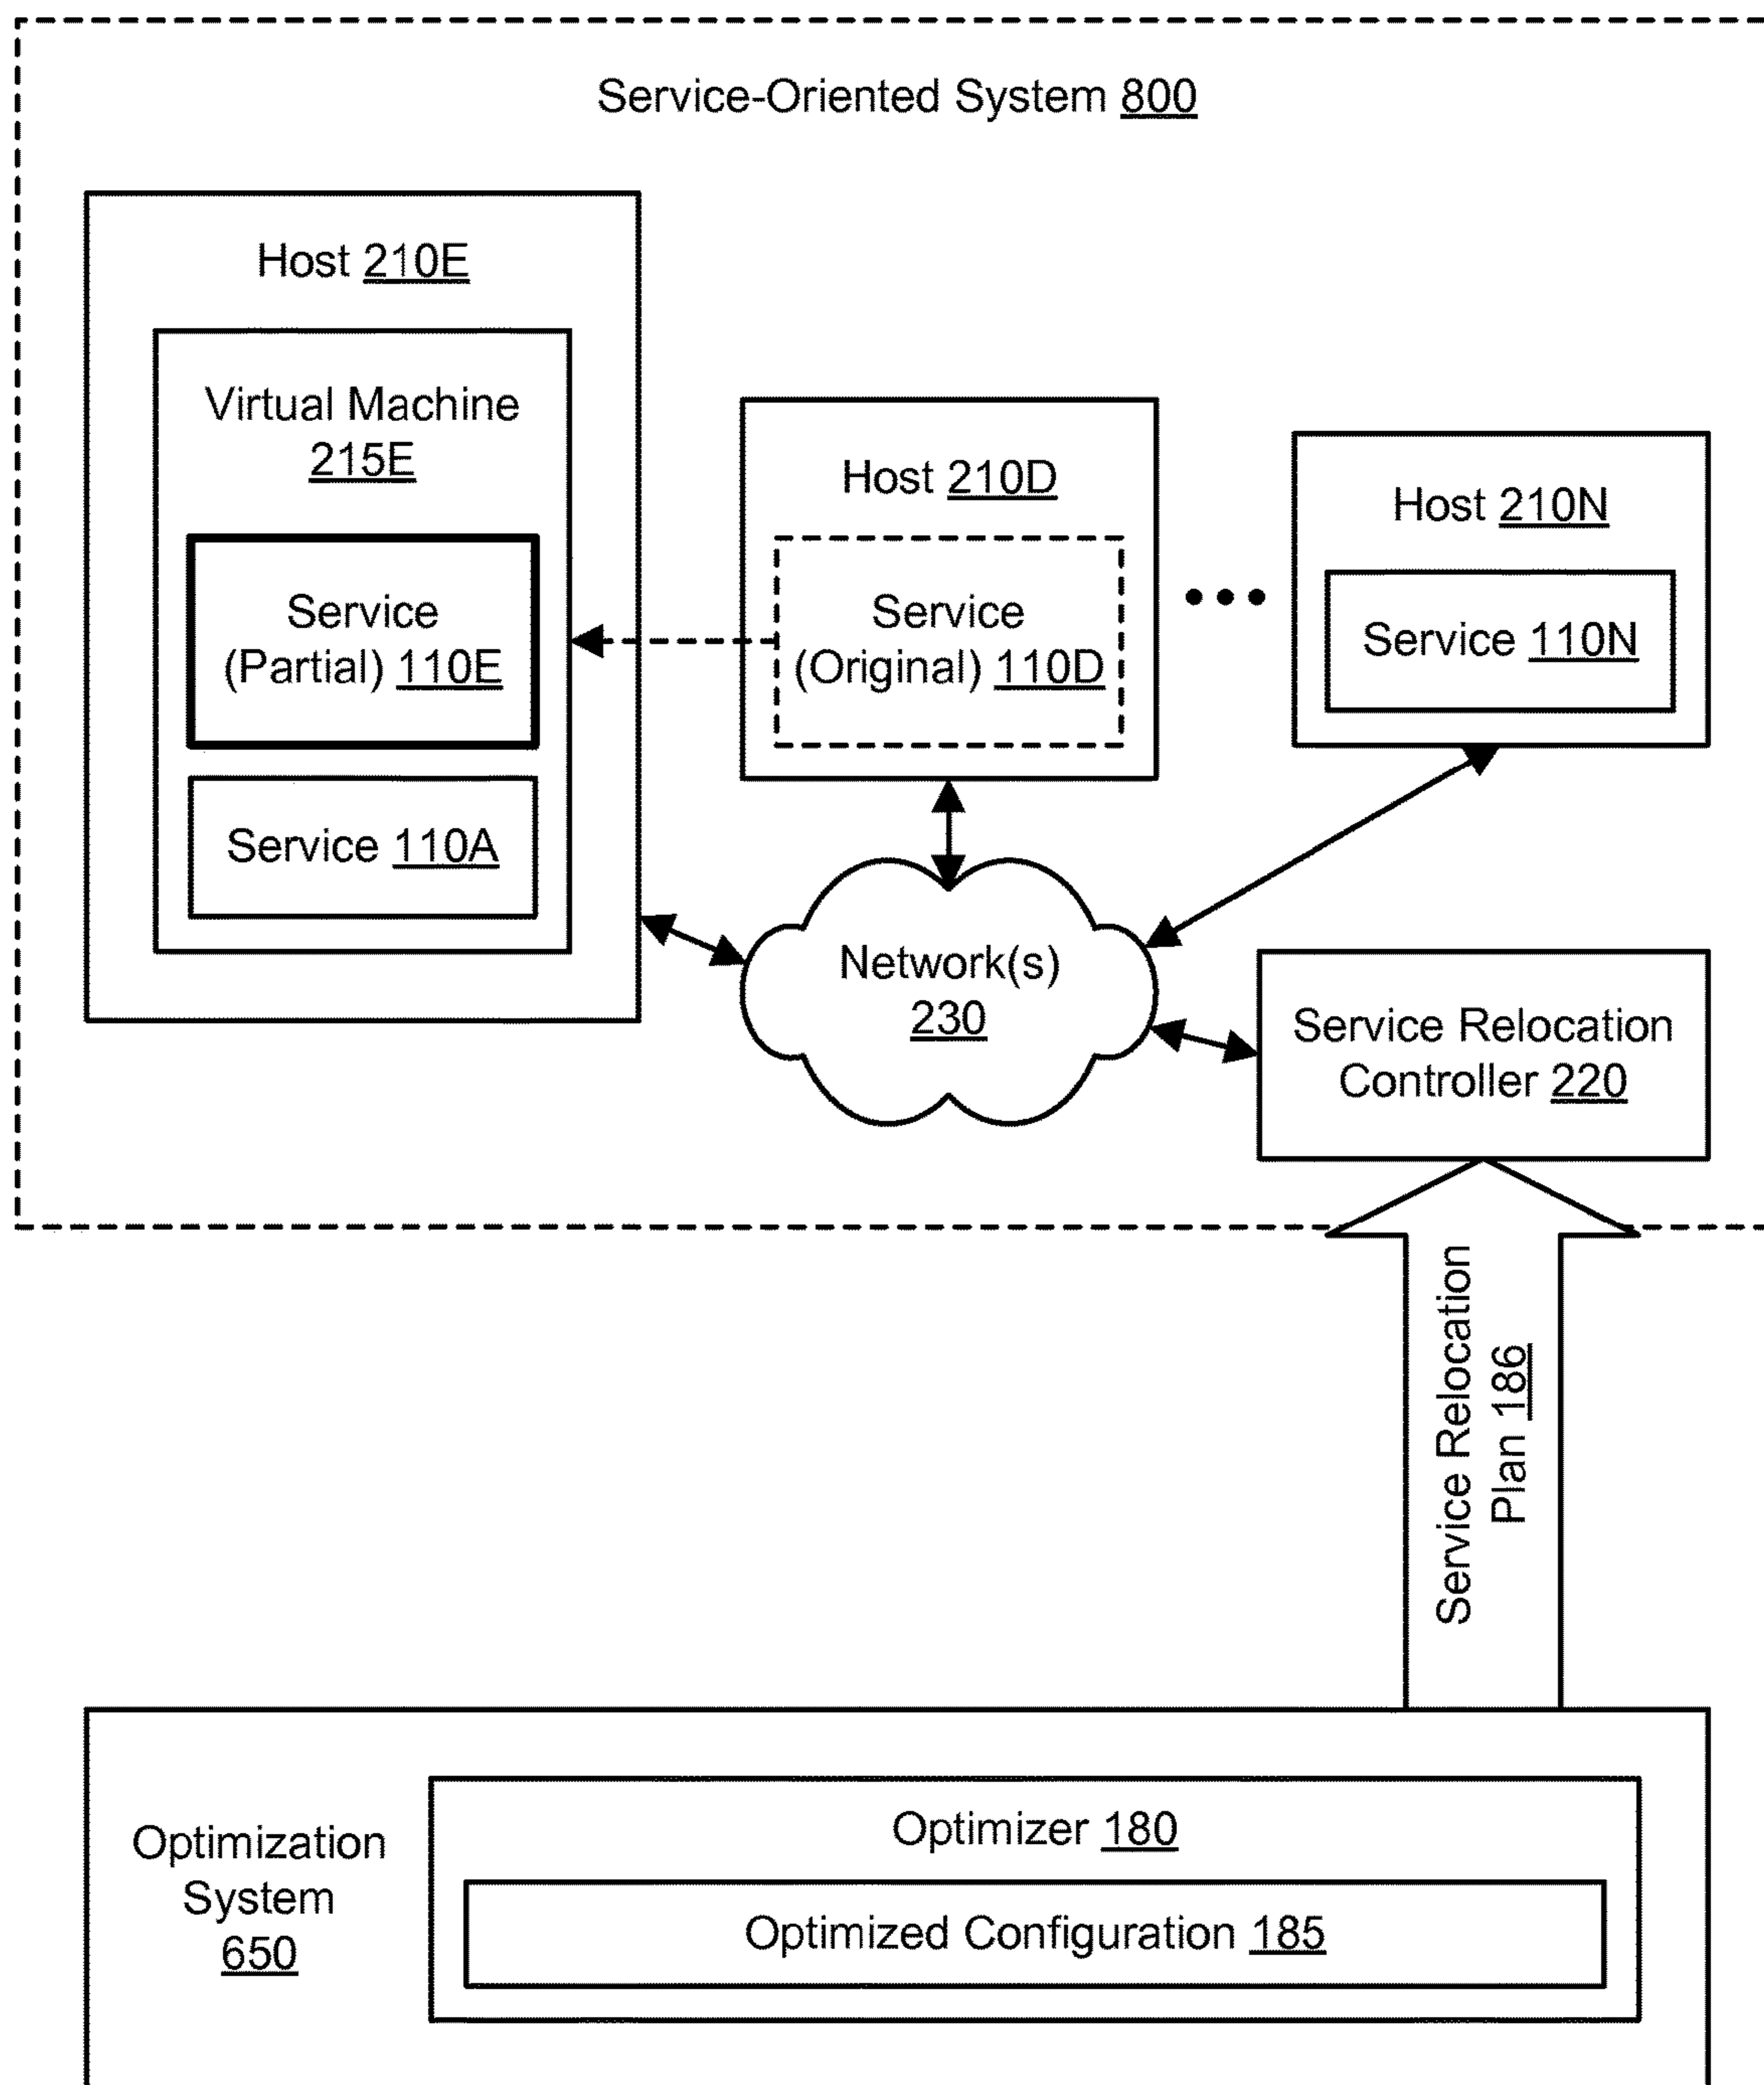 Service-Oriented System 800
Host 210E
Virtual Machine
215E
Service
(Partial) 110E
Service 110A
Host 210D
Service
(Original) 110D
Host 210N
Service 110N
Network(s)
230
Service Relocation
Controller 220
Service Relocation
Plan 186
Optimization
System
650
Optimizer 180
Optimized Configuration 185